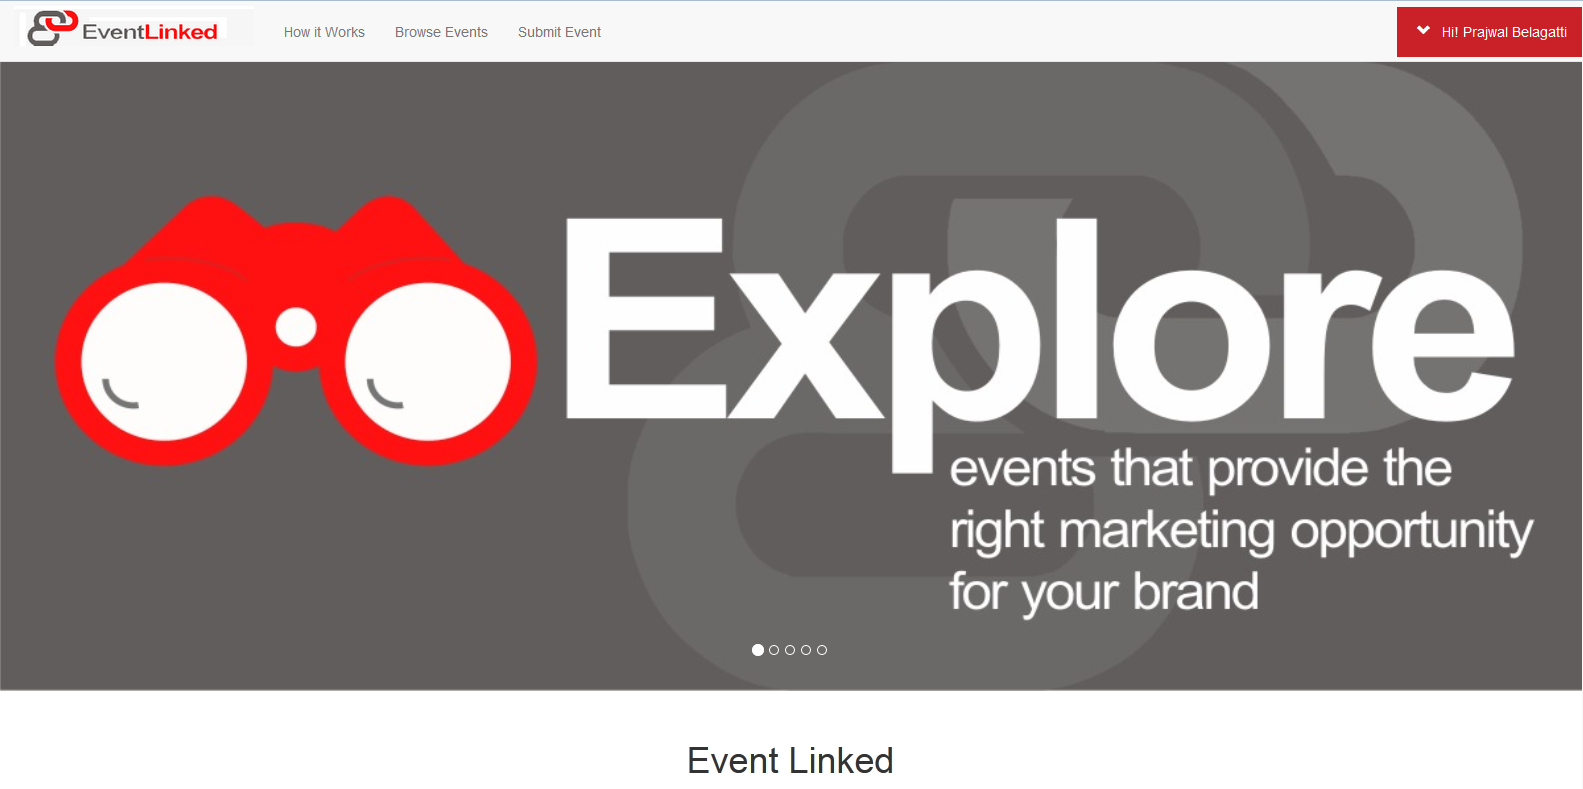 EventLinked
How it Works
Browse Events
Submit Event
Hi! Prajwal Belagatti
Explore
events that provide the
right marketing opportunity
for your brand
Event Linked